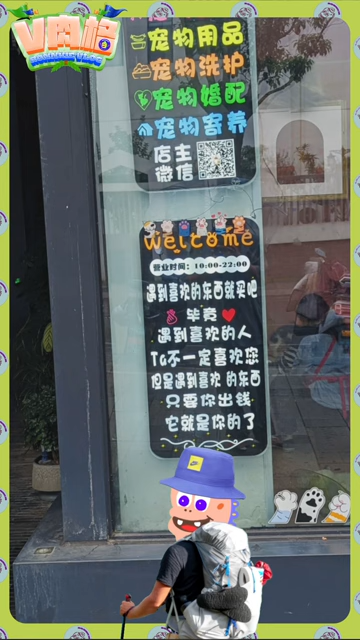 V肉格
宠物用品
宠物洗护
宠物婚配
宠物寄养
店主
微信
Welcome
营业时间：10:00-22:00
遇到喜欢的东西就买吧
毕竟
遇到喜欢的人
Ta不一定喜欢您
但是遇到喜欢的东西
只要你出钱
它就是你的了